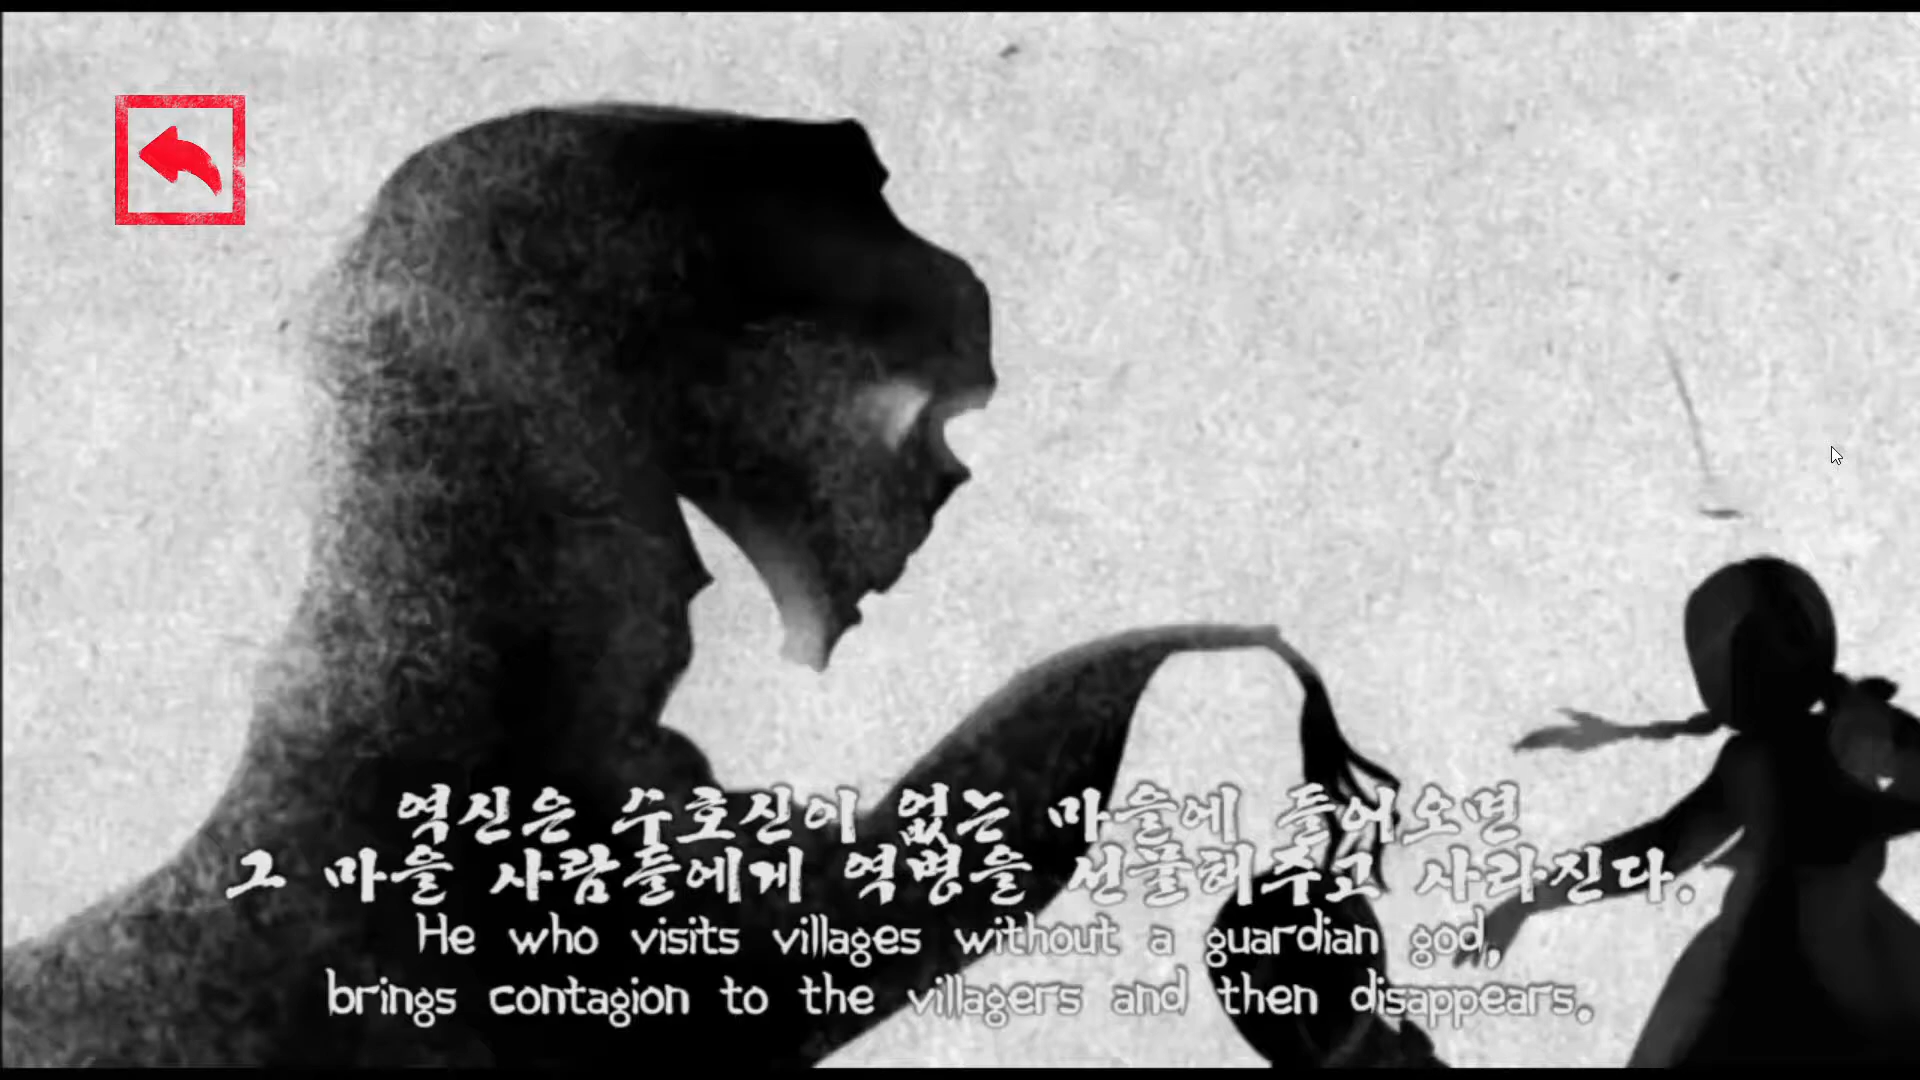 역신은 수호신이 없는 마을에 들어오면
그 마을 사람들에게 역병을 선물해주고 사라진다.
He who visits villages without a guardian god,
brings contagion to the villagers and then disappears.